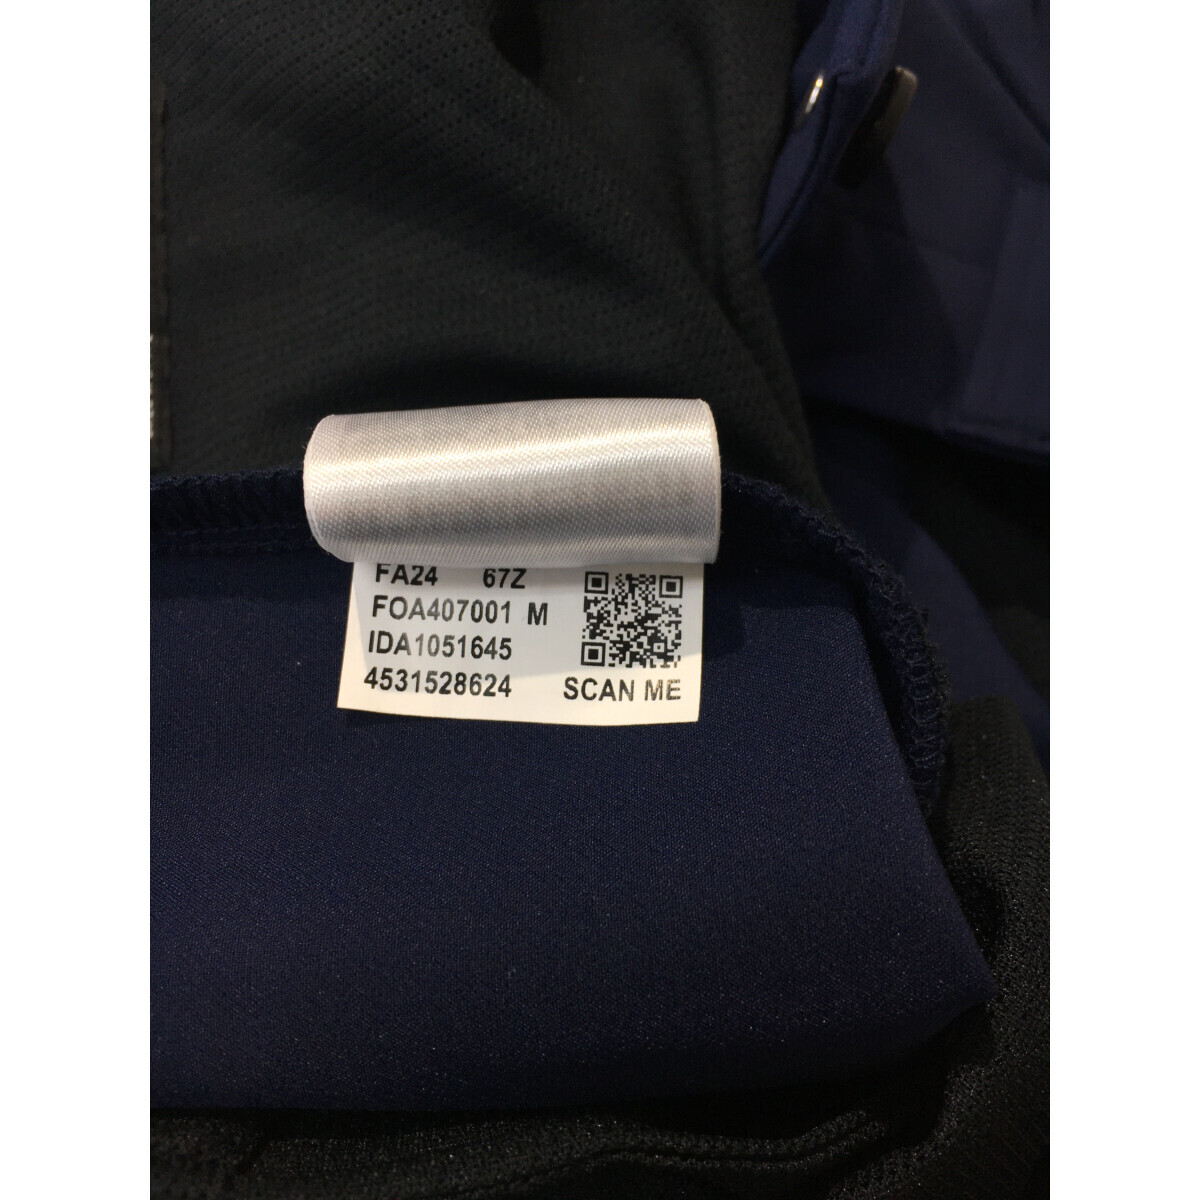 FA24 67Z
FOA407001 M
IDA1051645
4531528624
SCAN ME